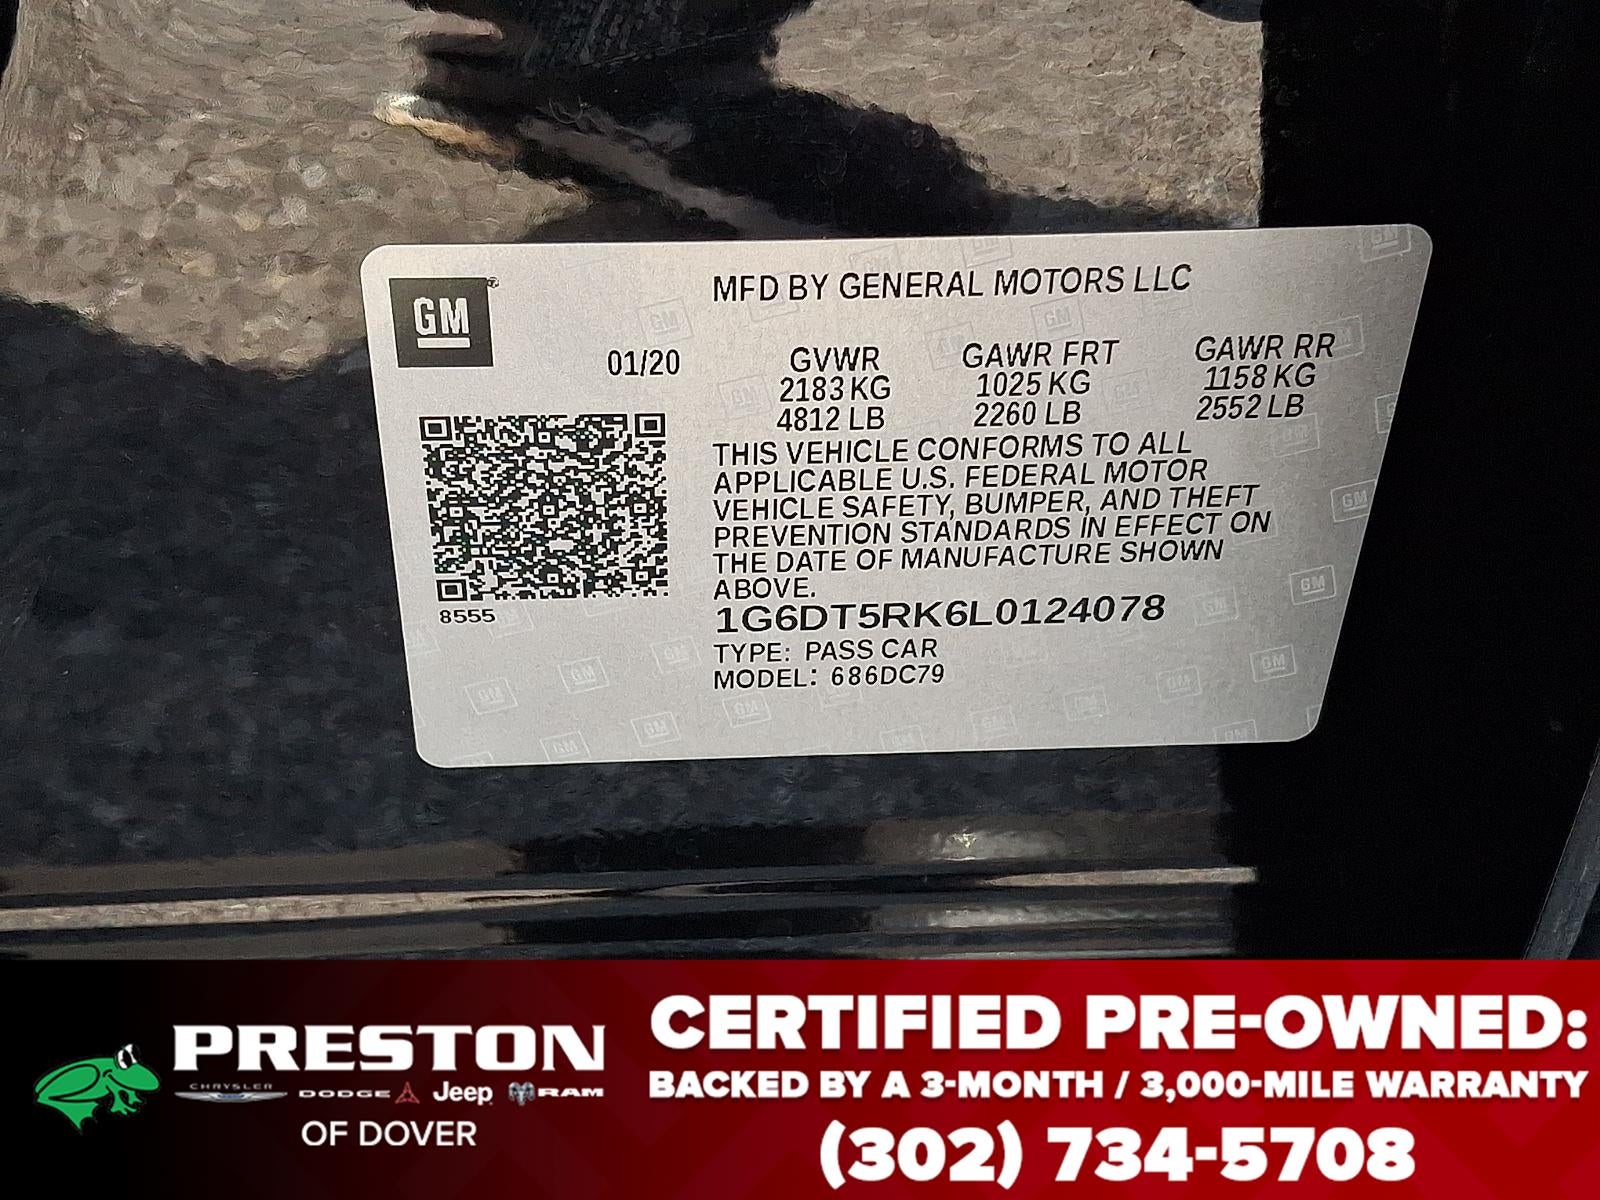 GM
MFD BY GENERAL MOTORS LLC
01/20
GVWR GAWR FRT GAWR RR
2183 KG 1025 KG 1158 KG
4812 LB 2260 LB 2552 LB
THIS VEHICLE CONFORMS TO ALL
APPLICABLE U.S. FEDERAL MOTOR
VEHICLE SAFETY, BUMPER, AND THEFT
PREVENTION STANDARDS IN EFFECT ON
THE DATE OF MANUFACTURE SHOWN
ABOVE.
8555
1G6DT5RK6L0124078
TYPE: PASS CAR
MODEL: 686DC79
PRESTON
CHRYSLER DODGE Jeep RAM
OF DOVER
CERTIFIED PRE-OWNED:
BACKED BY A 3-MONTH / 3,000-MILE WARRANTY
(302) 734-5708